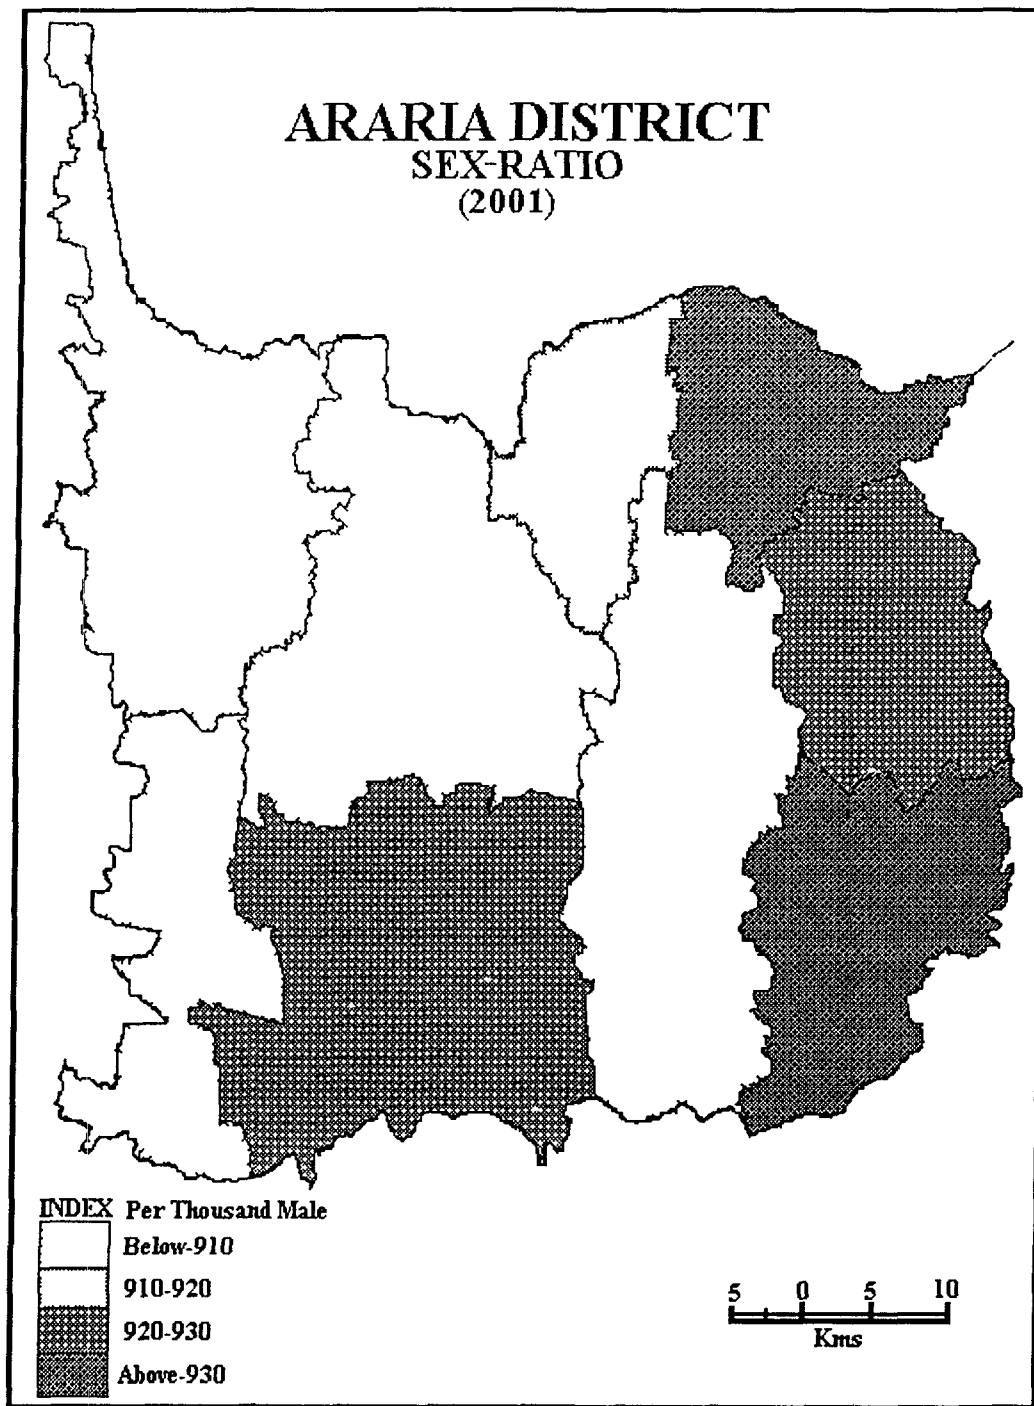 ARARIA DISTRICT
SEX-RATIO
(2001)
INDEX Per Thousand Male
Below-910
910-920
920-930
Above-930
5 0 5 10
Kms